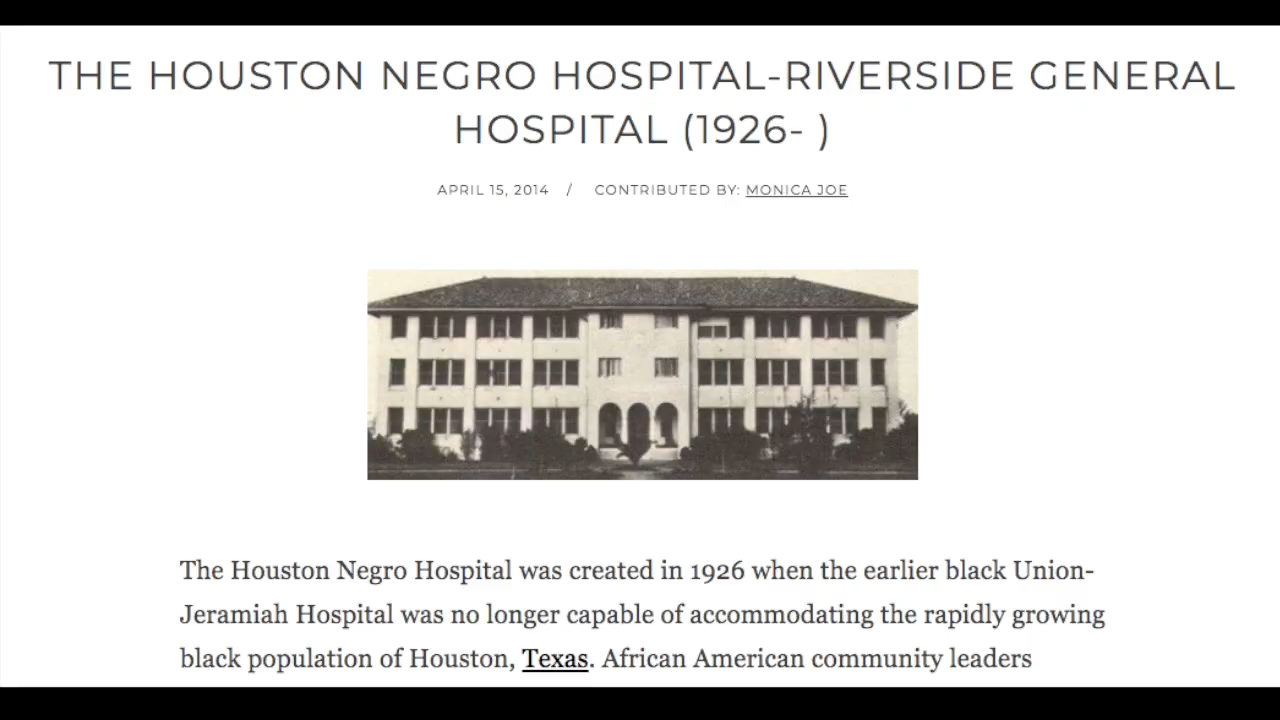 THE HOUSTON NEGRO HOSPITAL-RIVERSIDE GENERAL
HOSPITAL (1926- )
APRIL 15, 2014 / CONTRIBUTED BY: MONICA JOE
The Houston Negro Hospital was created in 1926 when the earlier black Union-
Jeramiah Hospital was no longer capable of accommodating the rapidly growing
black population of Houston, Texas. African American community leaders